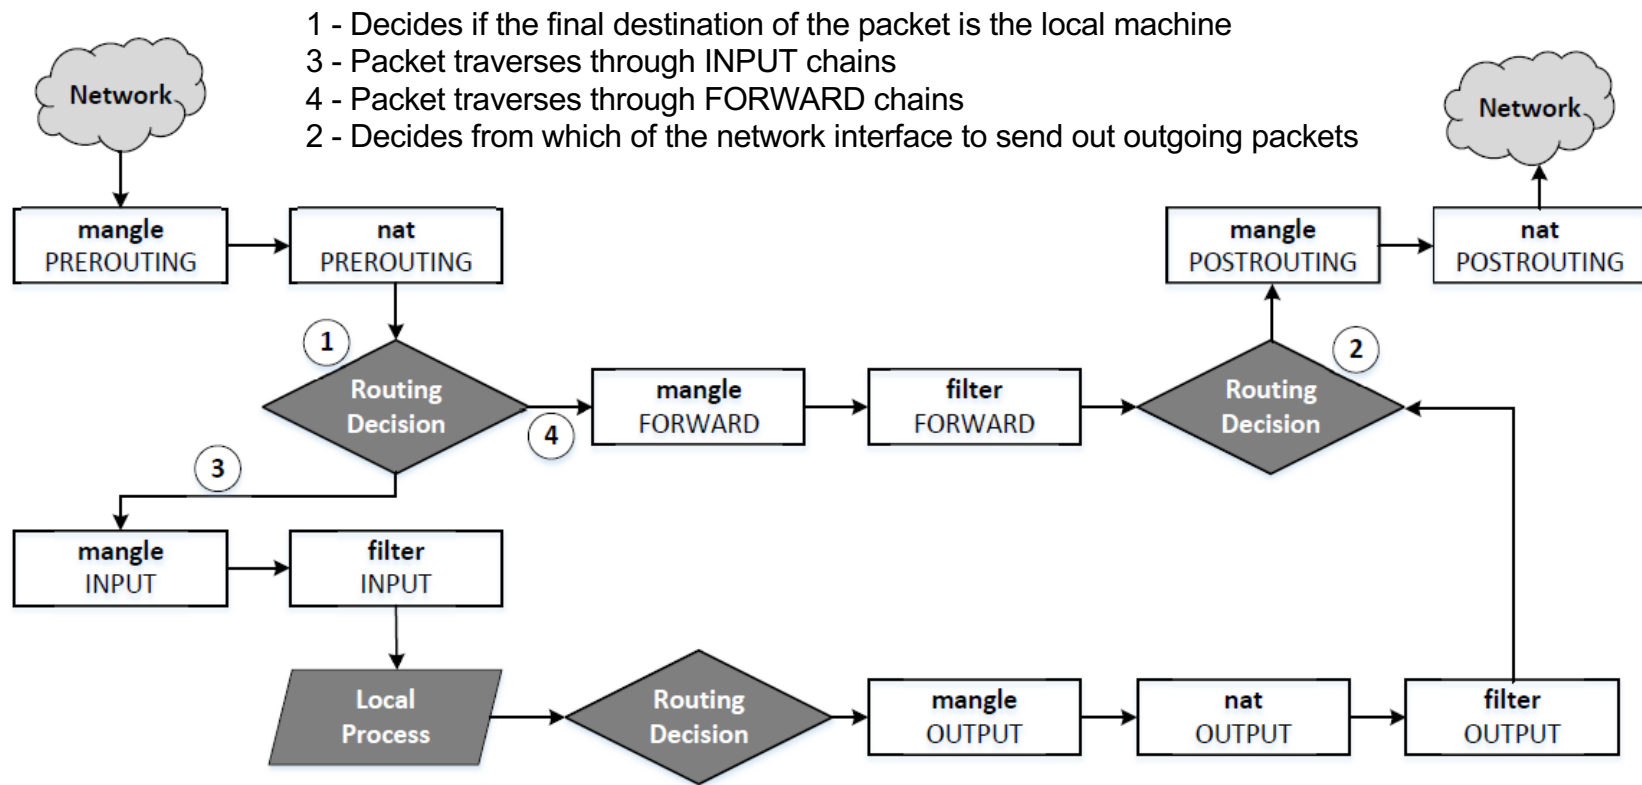 1 - Decides if the final destination of the packet is the local machine
3 - Packet traverses through INPUT chains
4 - Packet traverses through FORWARD chains
2 - Decides from which of the network interface to send out outgoing packets
Network
Network
mangle
PREROUTING
nat
PREROUTING
mangle
POSTROUTING
nat
POSTROUTING
1
Routing
Decision
4
mangle
FORWARD
filter
FORWARD
2
Routing
Decision
3
mangle
INPUT
filter
INPUT
Local
Process
Routing
Decision
mangle
OUTPUT
nat
OUTPUT
filter
OUTPUT